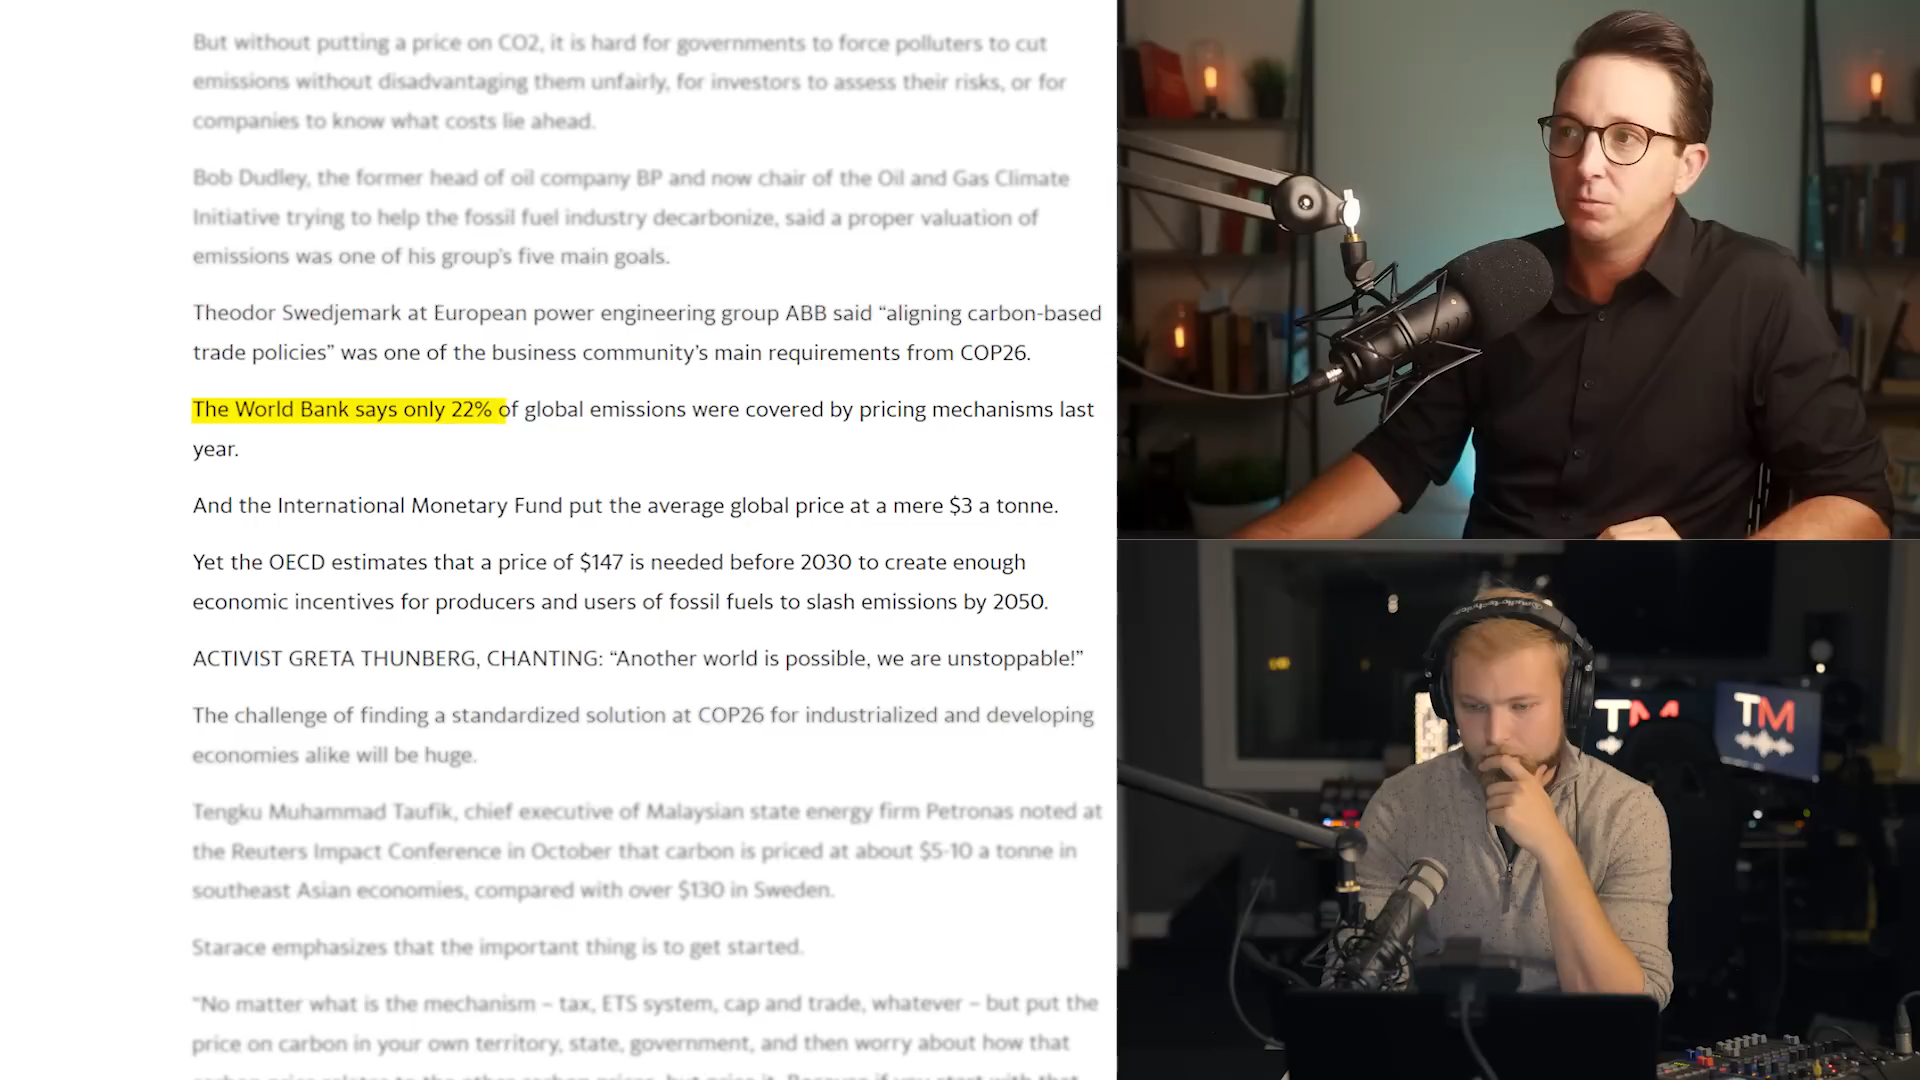 But without putting a price on CO2, it is hard for governments to force polluters to cut
emissions without disadvantaging them unfairly, for investors to assess their risks, or for
companies to know what costs lie ahead.
Bob Dudley, the former head of oil company BP and now chair of the Oil and Gas Climate
Initiative trying to help the fossil fuel industry decarbonize, said a proper valuation of
emissions was one of his group's five main goals.
Theodor Swedjemark at European power engineering group ABB said “aligning carbon-based
trade policies” was one of the business community’s main requirements from COP26.
The World Bank says only 22% of global emissions were covered by pricing mechanisms last
year.
And the International Monetary Fund put the average global price at a mere $3 a tonne.
Yet the OECD estimates that a price of $147 is needed before 2030 to create enough
economic incentives for producers and users of fossil fuels to slash emissions by 2050.
ACTIVIST GRETA THUNBERG, CHANTING: “Another world is possible, we are unstoppable!”
The challenge of finding a standardized solution at COP26 for industrialized and developing
economies alike will be huge.
Tengku Muhammad Taufik, chief executive of Malaysian state energy firm Petronas noted at
the Reuters Impact Conference in October that carbon is priced at about $5-10 a tonne in
southeast Asian economies, compared with over $130 in Sweden.
Starace emphasizes that the important thing is to get started.
“No matter what is the mechanism – tax, ETS system, cap and trade, whatever – but put the
price on carbon in your own territory, state, government, and then worry about how that
audio-technica
TM
TM